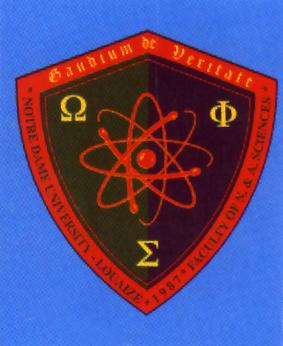 Gaudium de Veritate
Ω Φ
Σ
* NOTRE DAME UNIVERSITY - LOUAIZE * 1987 * FACULTY OF N. & A. SCIENCES *